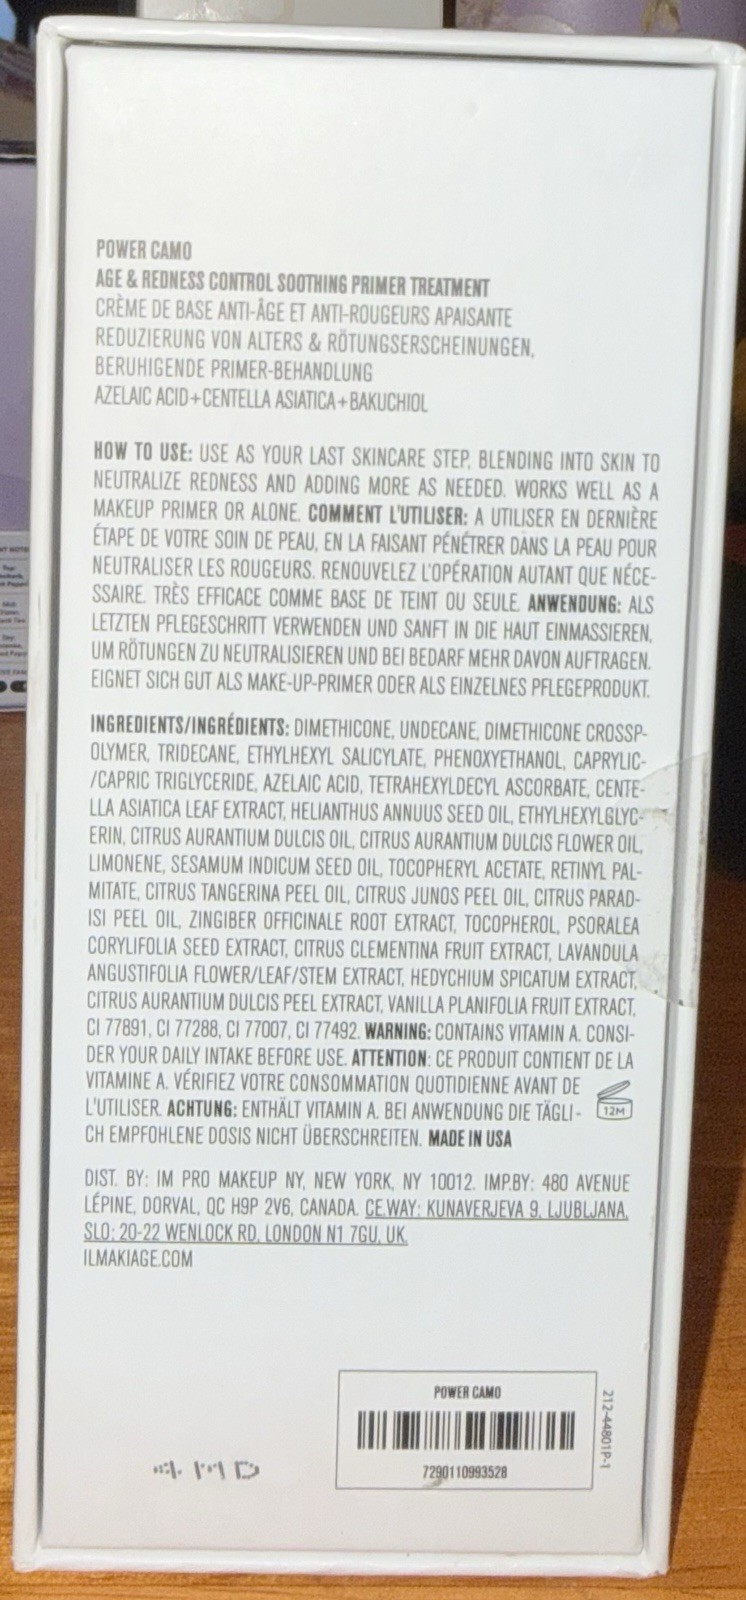 POWER CAMO
AGE & REDNESS CONTROL SOOTHING PRIMER TREATMENT
CRÈME DE BASE ANTI-ÂGE ET ANTI-ROUGEURS APAISANTE
REDUZIERUNG VON ALTERS & RÖTUNGSERSCHEINUNGEN,
BERUHIGENDE PRIMER-BEHANDLUNG
AZELAIC ACID+CENTELLA ASIATICA+BAKUCHIOL
HOW TO USE: USE AS YOUR LAST SKINCARE STEP, BLENDING INTO SKIN TO
NEUTRALIZE REDNESS AND ADDING MORE AS NEEDED. WORKS WELL AS A
MAKEUP PRIMER OR ALONE. COMMENT L'UTILISER: A UTILISER EN DERNIÈRE
ÉTAPE DE VOTRE SOIN DE PEAU, EN LA FAISANT PÉNÉTRER DANS LA PEAU POUR
NEUTRALISER LES ROUGEURS. RENOUVELEZ L'OPÉRATION AUTANT QUE NÉCE-
SSAIRE. TRÈS EFFICACE COMME BASE DE TEINT OU SEULE. ANWENDUNG: ALS
LETZTEN PFLEGESCHRITT VERWENDEN UND SANFT IN DIE HAUT EINMASSIEREN,
UM RÖTUNGEN ZU NEUTRALISIEREN UND BEI BEDARF MEHR DAVON AUFTRAGEN.
EIGNET SICH GUT ALS MAKE-UP-PRIMER ODER ALS EINZELNES PFLEGEPRODUKT.
INGREDIENTS/INGRÉDIENTS: DIMETHICONE, UNDECANE, DIMETHICONE CROSSP-
OLYMER, TRIDECANE, ETHYLHEXYL SALICYLATE, PHENOXYETHANOL, CAPRYLIC-
/CAPRIC TRIGLYCERIDE, AZELAIC ACID, TETRAHEXYLDECYL ASCORBATE, CENTE-
LLA ASIATICA LEAF EXTRACT, HELIANTHUS ANNUUS SEED OIL, ETHYLHEXYLGLYC-
ERIN, CITRUS AURANTIUM DULCIS OIL, CITRUS AURANTIUM DULCIS FLOWER OIL,
LIMONENE, SESAMUM INDICUM SEED OIL, TOCOPHERYL ACETATE, RETINYL PAL-
MITATE, CITRUS TANGERINA PEEL OIL, CITRUS JUNOS PEEL OIL, CITRUS PARAD-
ISI PEEL OIL, ZINGIBER OFFICINALE ROOT EXTRACT, TOCOPHEROL, PSORALEA
CORYLIFOLIA SEED EXTRACT, CITRUS CLEMENTINA FRUIT EXTRACT, LAVANDULA
ANGUSTIFOLIA FLOWER/LEAF/STEM EXTRACT, HEDYCHIUM SPICATUM EXTRACT,
CITRUS AURANTIUM DULCIS PEEL EXTRACT, VANILLA PLANIFOLIA FRUIT EXTRACT,
CI 77891, CI 77288, CI 77007, CI 77492. WARNING: CONTAINS VITAMIN A. CONSI-
DER YOUR DAILY INTAKE BEFORE USE. ATTENTION: CE PRODUIT CONTIENT DE LA
VITAMINE A. VÉRIFIEZ VOTRE CONSOMMATION QUOTIDIENNE AVANT DE
L'UTILISER. ACHTUNG: ENTHÄLT VITAMIN A. BEI ANWENDUNG DIE TÄGLI-
CH EMPFOHLENE DOSIS NICHT ÜBERSCHREITEN. MADE IN USA
12M
DIST. BY: IM PRO MAKEUP NY, NEW YORK, NY 10012. IMP.BY: 480 AVENUE
LÉPINE, DORVAL, QC H9P 2V6, CANADA. CE.WAY: KUNAVERJEVA 9, LJUBLJANA,
SLO; 20-22 WENLOCK RD, LONDON N1 7GU, UK.
ILMAKIAGE.COM
POWER CAMO
7290110993528
212-44801P-1